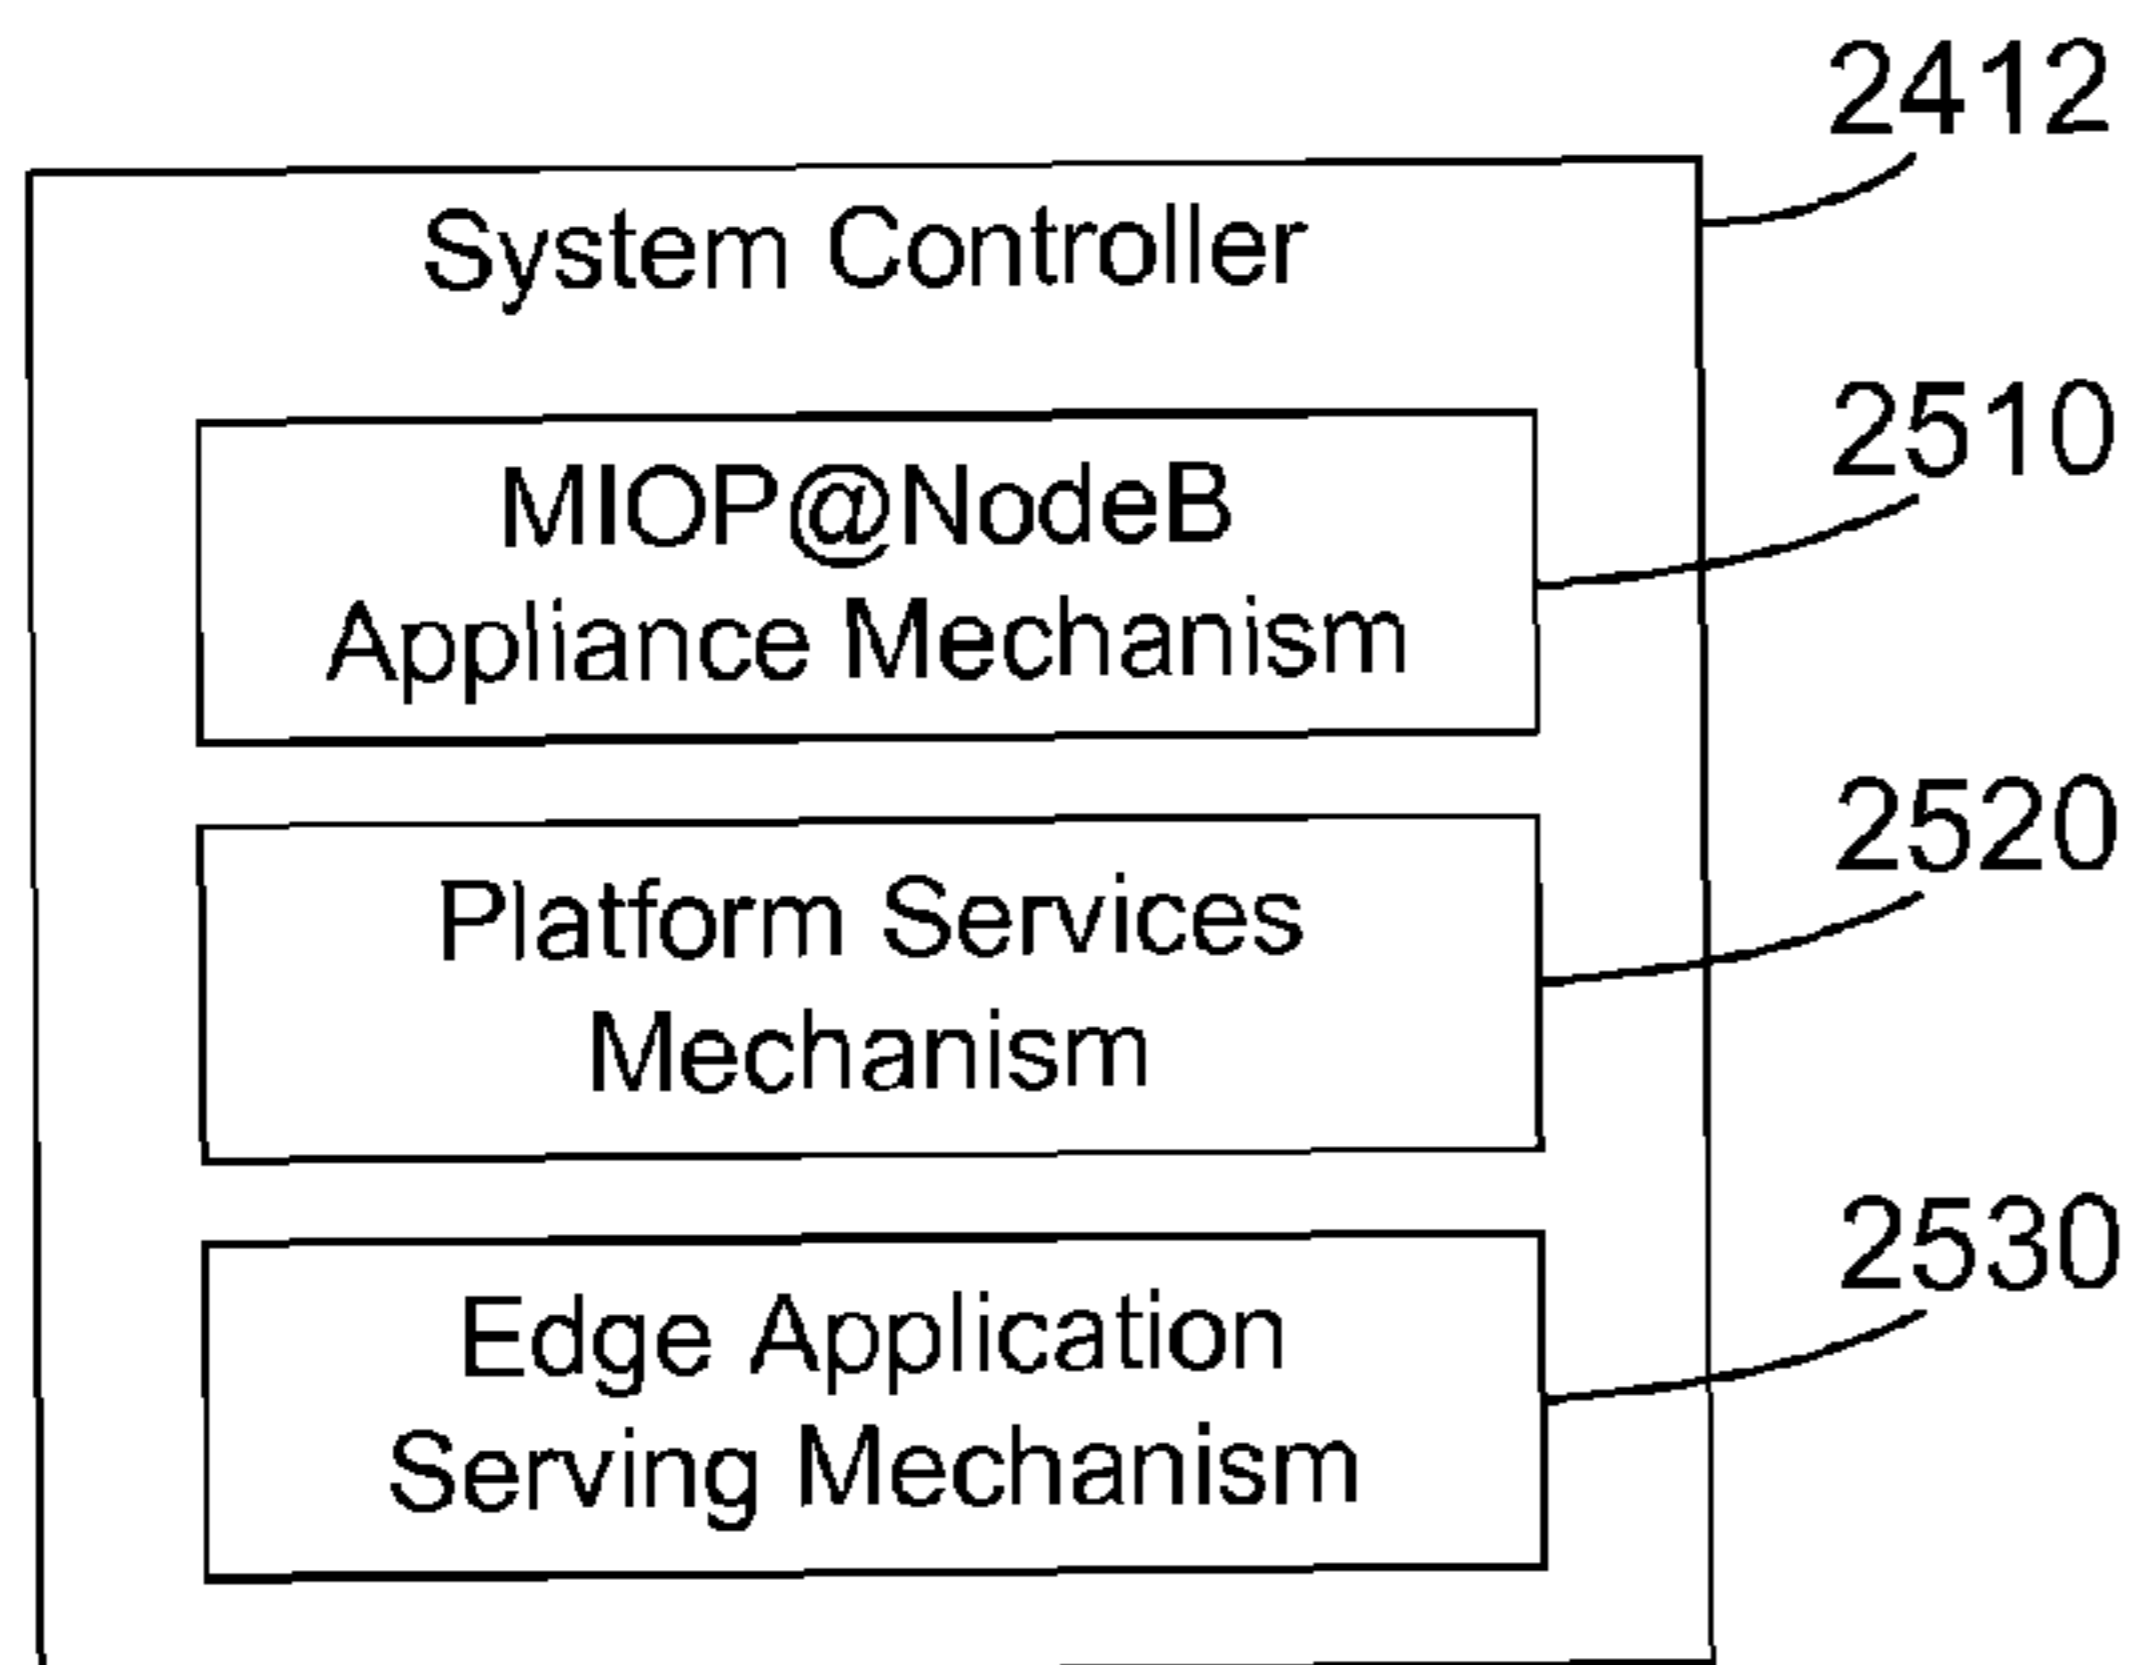 2412
System Controller
2510
MIOP@NodeB
Appliance Mechanism
2520
Platform Services
Mechanism
2530
Edge Application
Serving Mechanism